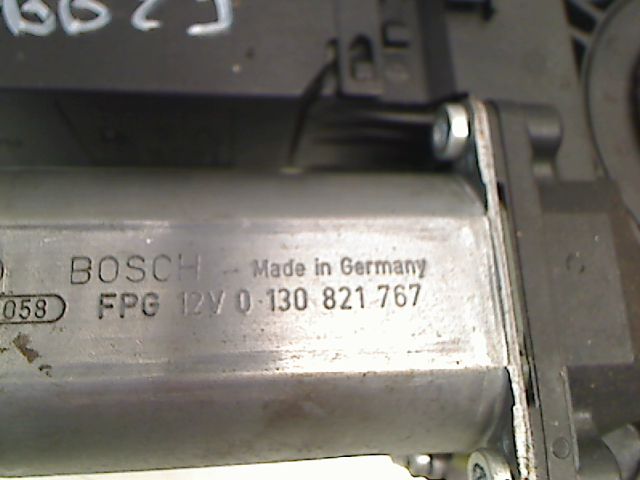 BOSCH Made in Germany
058 FPG 12V 0 130 821 767